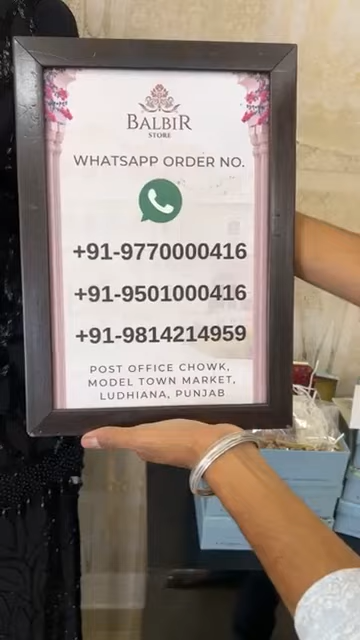 BALBIR
STORE
WHATSAPP ORDER NO.
+91-9770000416
+91-9501000416
+91-9814214959
POST OFFICE CHOWK,
MODEL TOWN MARKET,
LUDHIANA, PUNJAB